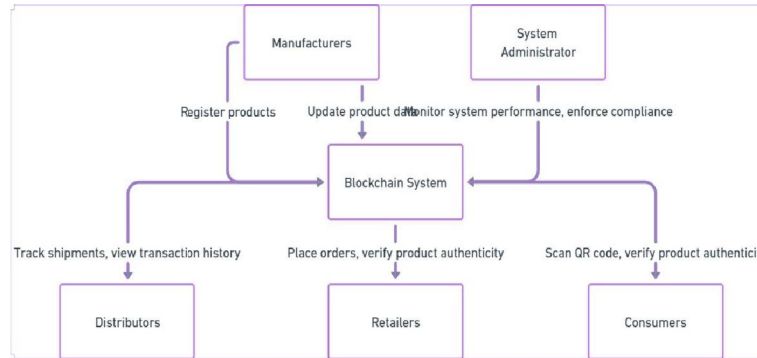 Manufacturers
System
Administrator
Register products
Update product data
Monitor system performance, enforce compliance
Blockchain System
Track shipments, view transaction history
Place orders, verify product authenticity
Scan QR code, verify product authentici
Distributors
Retailers
Consumers